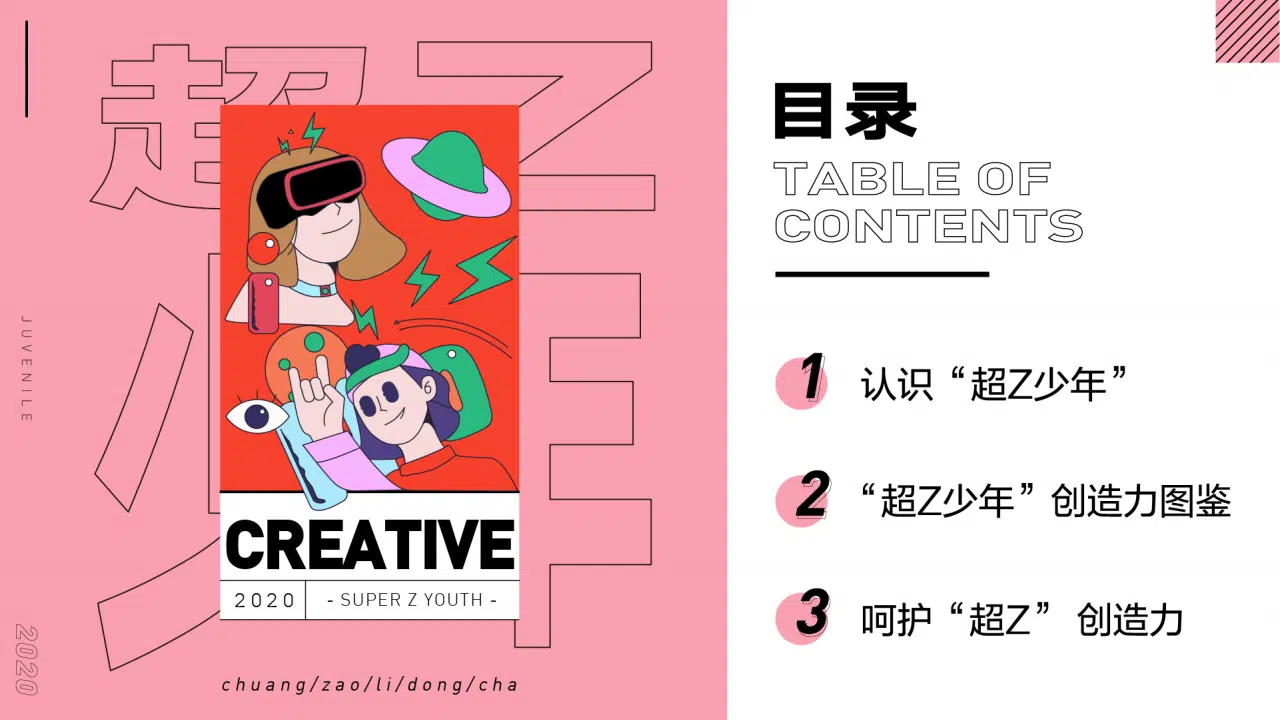 超Z
少年
JUVENILE
2020
CREATIVE
2020
- SUPER Z YOUTH -
chuang/zao/li/dong/cha
目录
TABLE OF
CONTENTS
1 认识“超Z少年”
2 “超Z少年”创造力图鉴
3 呵护“超Z” 创造力